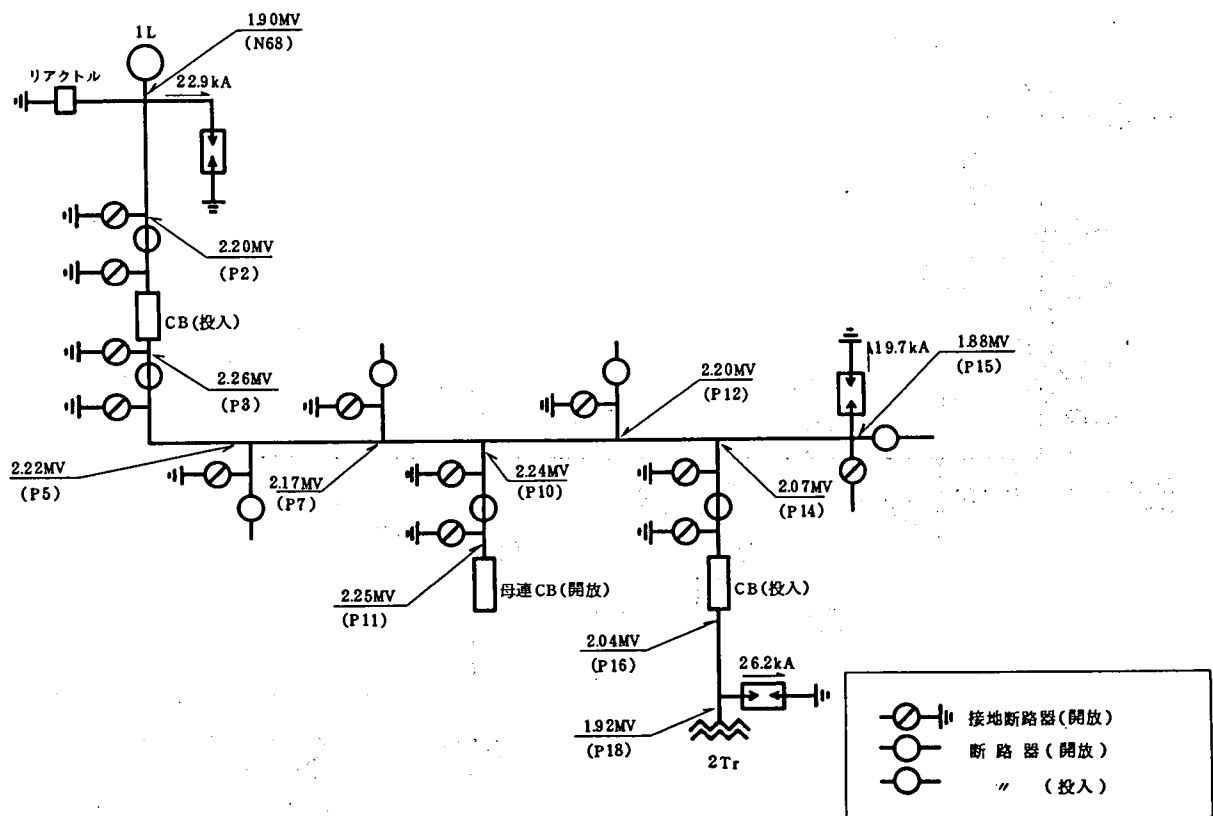 1.90MV
(N68)
1L
リアクトル
22.9kA
2.20MV
(P2)
CB(投入)
2.26MV
(P3)
2.22MV
(P5)
2.17MV
(P7)
2.24MV
(P10)
2.25MV
(P11)
母連CB(開放)
2.20MV
(P12)
19.7kA
1.88MV
(P15)
2.07MV
(P14)
CB(投入)
2.04MV
(P16)
26.2kA
1.92MV
(P18)
2Tr
接地断路器(開放)
断路器(開放)
〃 (投入)